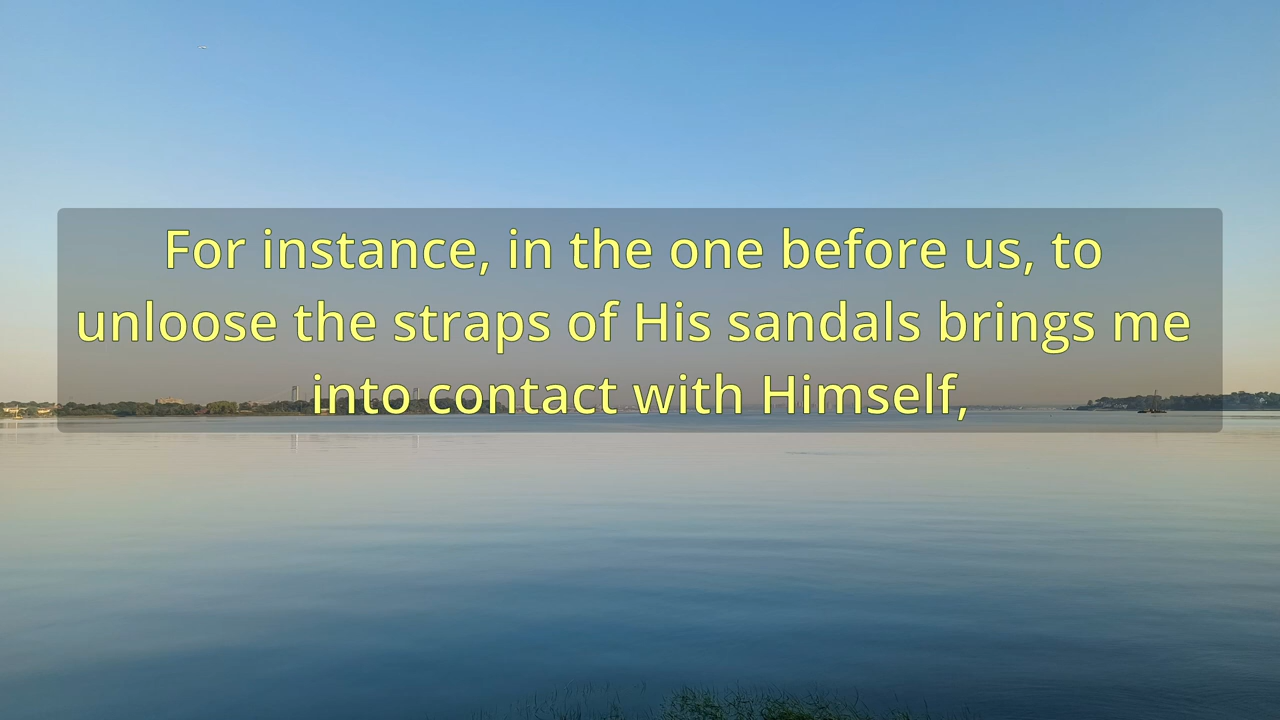 For instance, in the one before us, to
unloose the straps of His sandals brings me
into contact with Himself,